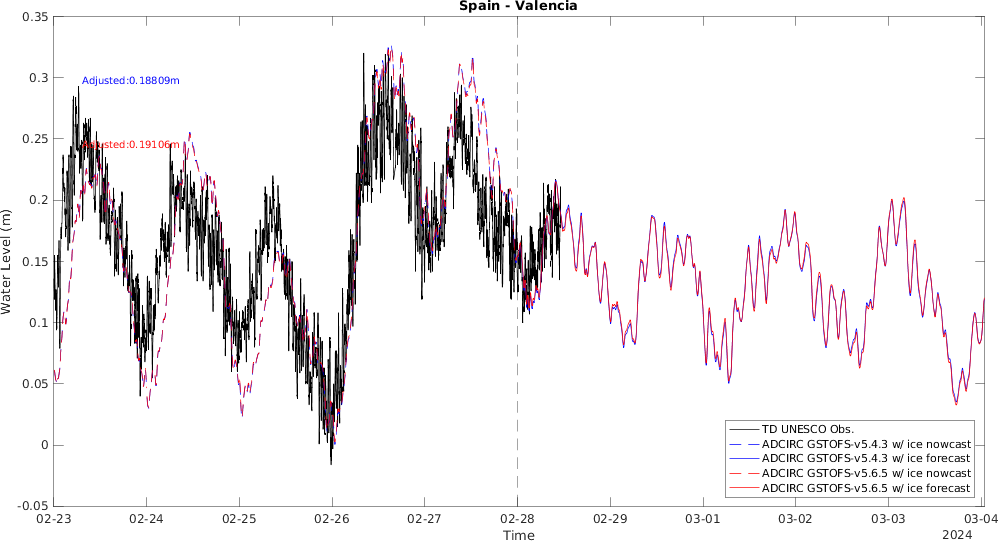 Spain - Valencia
0.35
0.3
0.25
0.2
0.15
0.1
0.05
0
-0.05
Water Level (m)
Adjusted:0.18809m
Adjusted:0.19106m
TD UNESCO Obs.
ADCIRC GSTOFS-v5.4.3 w/ ice nowcast
ADCIRC GSTOFS-v5.4.3 w/ ice forecast
ADCIRC GSTOFS-v5.6.5 w/ ice nowcast
ADCIRC GSTOFS-v5.6.5 w/ ice forecast
02-23 02-24 02-25 02-26 02-27 02-28 02-29 03-01 03-02 03-03 03-04
Time
2024